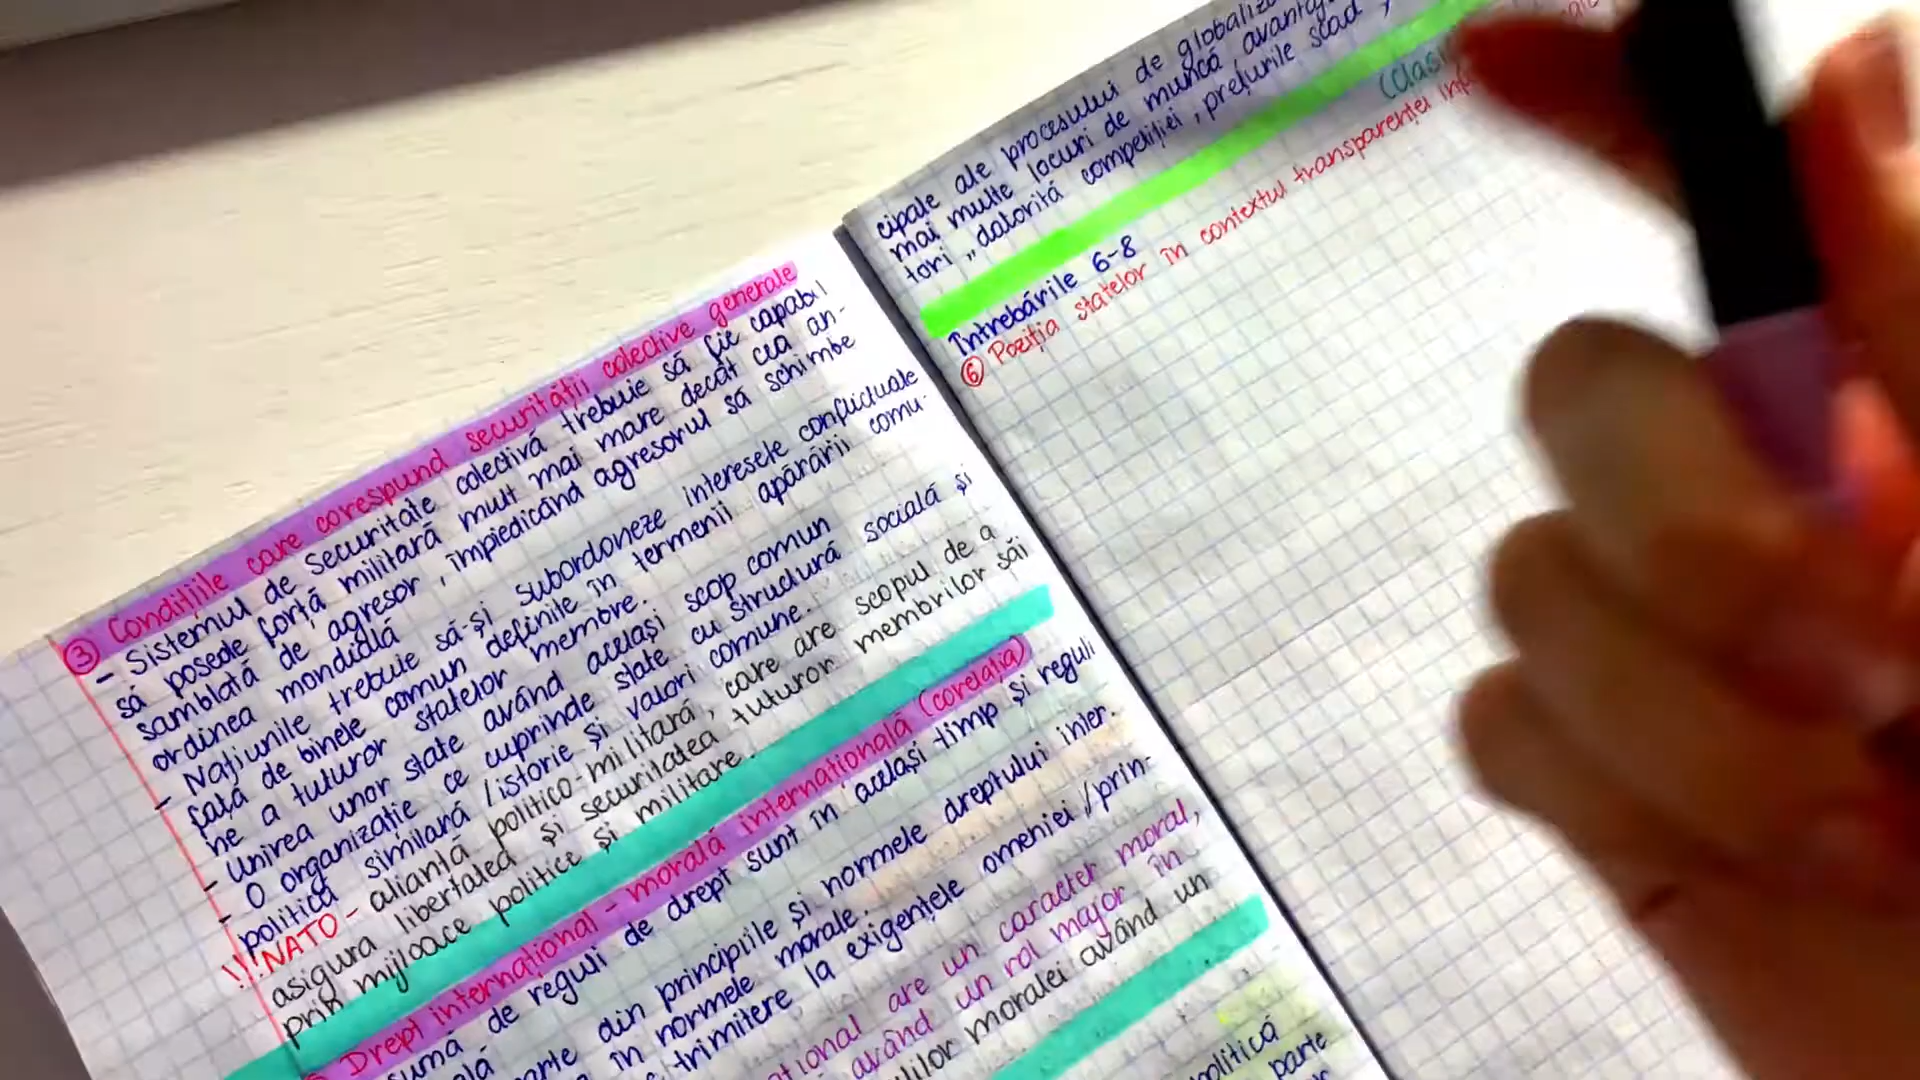 ③ Condițiile care corespund securității colective generale
- Sistemul de securitate colectivă trebuie să fie capabil
să posede forță militară mult mai mare decât cea an-
samblată de agresor, împiedicând agresorul să schimbe
ordinea mondială
- Națiunile trebuie să-și subordoneze interesele conflictuale
față de binele comun definite în termenii apărării comu-
ne a tuturor statelor membre.
- Unirea unor state având același scop comun
- O organizație ce cuprinde state cu structură socială și
politică similară /istorie și valori comune.
!!! NATO - alianță politico-militară, care are scopul de a
asigura libertatea și securitatea tuturor membrilor săi
prin mijloace politice și militare.
Drept internațional - morală internațională (corelația)
sumă de reguli de drept sunt în același timp și reguli
din principiile și normele dreptului inter.
în normele morale.
trimitere la exigențele omeniei /prin-
are un caracter moral,
având un rol major în
moralei având un
politică
parte
cipale ale procesului de
mai multe locuri de muncă,
tori ,, datorită competiției, prețurile scad
Întrebările 6-8
⑥ Poziția statelor în contextul transparenței